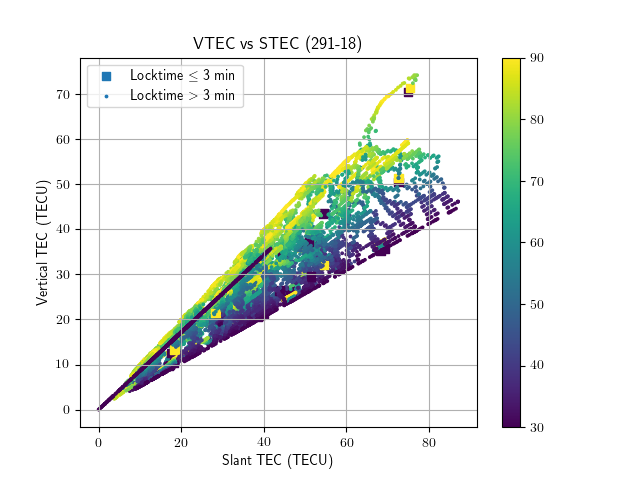 VTEC vs STEC (291-18)
Locktime ≤ 3 min
Locktime > 3 min
Vertical TEC (TECU)
70
60
50
40
30
20
10
0
0 20 40 60 80
Slant TEC (TECU)
90
80
70
60
50
40
30